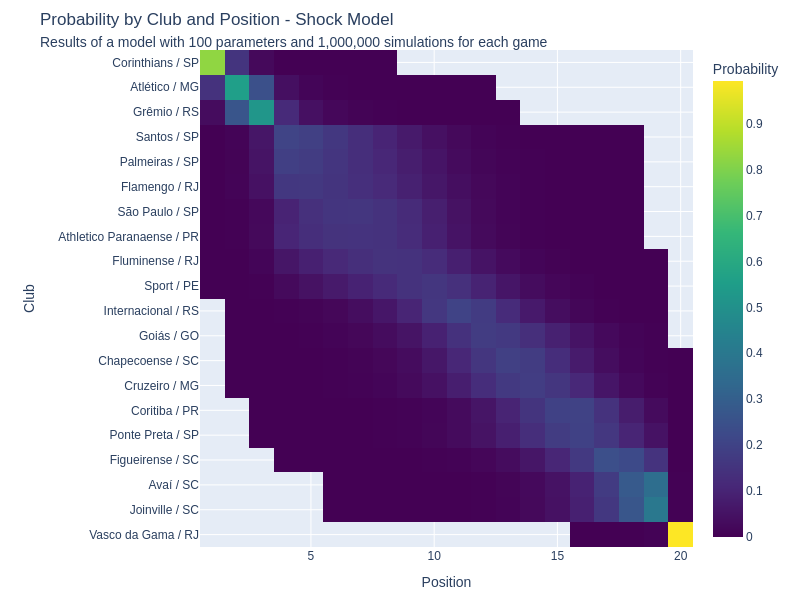 Probability by Club and Position - Shock Model
Results of a model with 100 parameters and 1,000,000 simulations for each game
Corinthians / SP
Atlético / MG
Grêmio / RS
Santos / SP
Palmeiras / SP
Flamengo / RJ
São Paulo / SP
Athletico Paranaense / PR
Fluminense / RJ
Sport / PE
Internacional / RS
Goiás / GO
Chapecoense / SC
Cruzeiro / MG
Coritiba / PR
Ponte Preta / SP
Figueirense / SC
Avaí / SC
Joinville / SC
Vasco da Gama / RJ
Club
5
10
15
20
Position
Probability
0.9
0.8
0.7
0.6
0.5
0.4
0.3
0.2
0.1
0